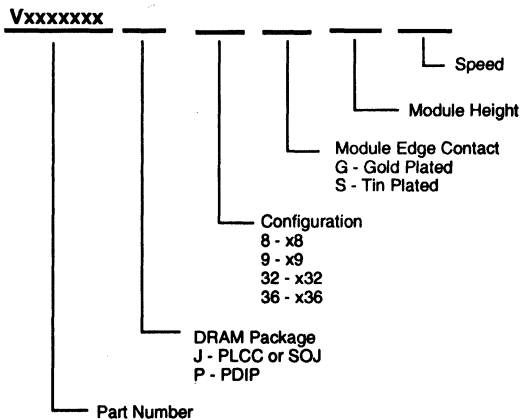 Vxxxxxxx
Speed
Module Height
Module Edge Contact
G - Gold Plated
S - Tin Plated
Configuration
8 - x8
9 - x9
32 - x32
36 - x36
DRAM Package
J - PLCC or SOJ
P - PDIP
Part Number